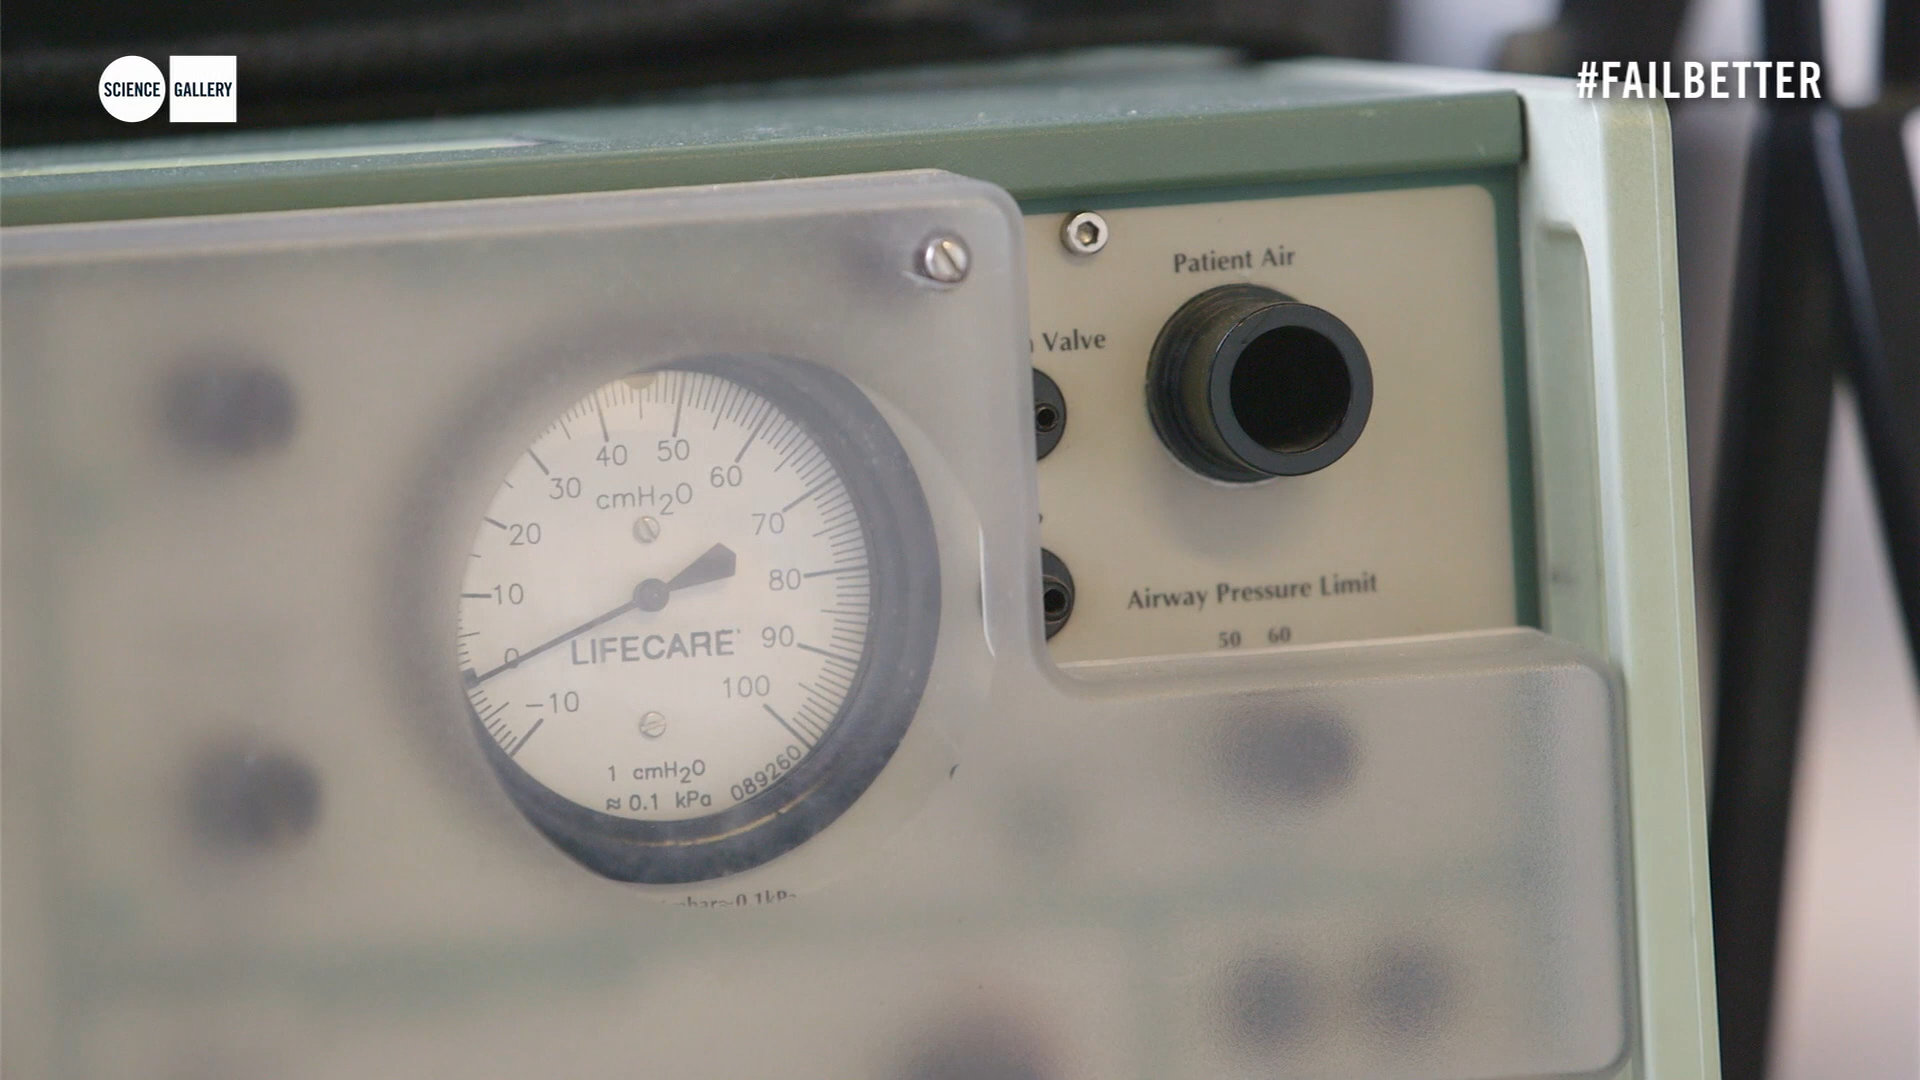 SCIENCE GALLERY
#FAILBETTER
Patient Air
Valve
40 50
30 60
cmH2O
20 70
10 80
0 LIFECARE 90
-10 100
1 cmH2O
≈ 0.1 kPa 089260
Airway Pressure Limit
50 60